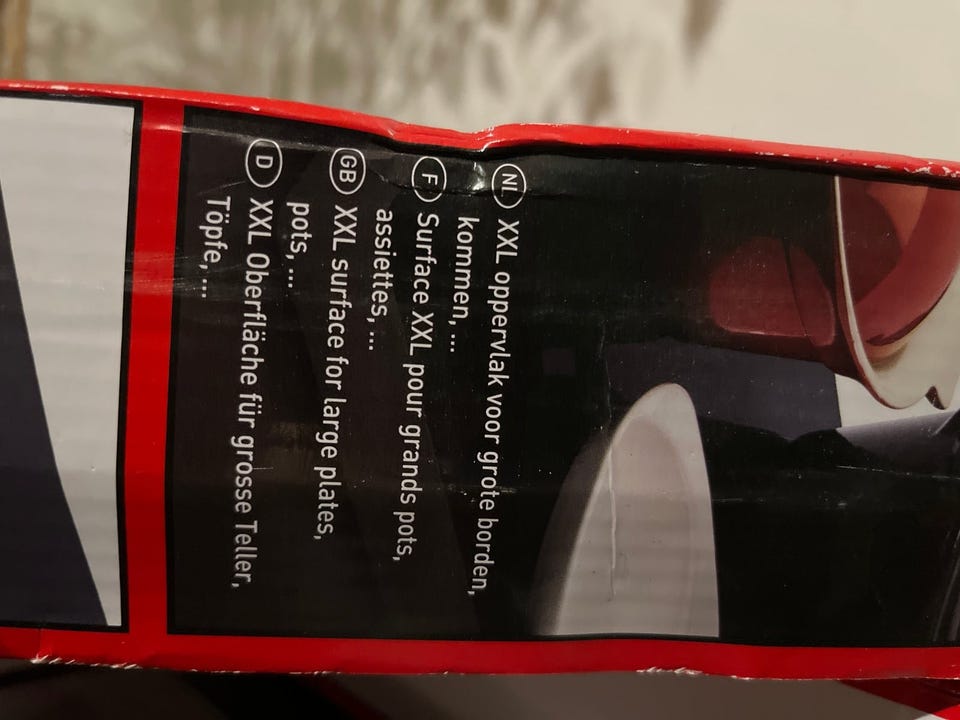 NL XXL oppervlak voor grote borden,
kommen, ...
F Surface XXL pour grands pots,
assiettes, ...
GB XXL surface for large plates,
pots, ...
D XXL Oberfläche für grosse Teller,
Töpfe, ...